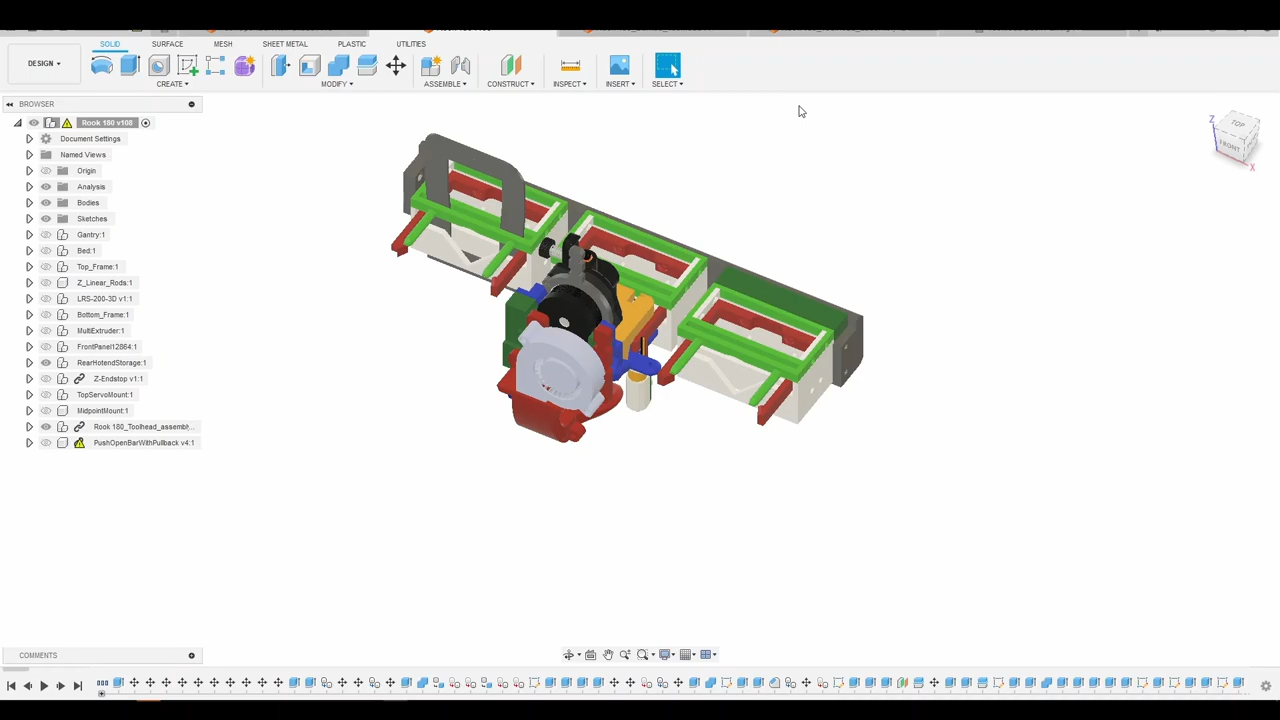 SOLID SURFACE MESH SHEET METAL PLASTIC UTILITIES
DESIGN
CREATE MODIFY ASSEMBLE CONSTRUCT INSPECT INSERT SELECT
BROWSER
Rook 180 v108
Document Settings
Named Views
Origin
Analysis
Bodies
Sketches
Gantry:1
Bed:1
Top_Frame:1
Z_Linear_Rods:1
LRS-200-3D v1:1
Bottom_Frame:1
MultiExtruder:1
FrontPanel12864:1
RearHotendStorage:1
Z-Endstop v1:1
TopServoMount:1
MidpointMount:1
Rook 180_Toolhead_assembly...
PushOpenBarWithPullback v4:1
TOP
FRONT
Z
X
COMMENTS